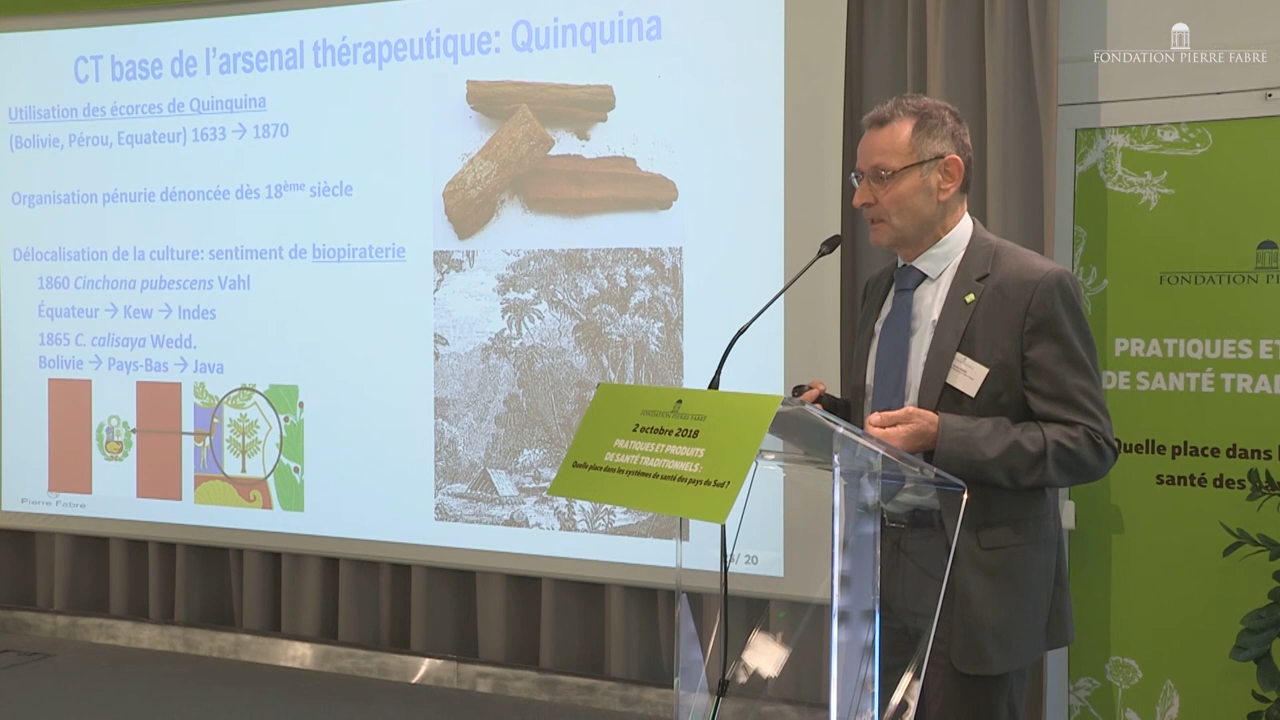 CT base de l'arsenal thérapeutique: Quinquina
Utilisation des écorces de Quinquina
(Bolivie, Pérou, Equateur) 1633 → 1870
Organisation pénurie dénoncée dès 18ème siècle
Délocalisation de la culture: sentiment de biopiraterie
1860 Cinchona pubescens Vahl
Équateur → Kew → Indes
1865 C. calisaya Wedd.
Bolivie → Pays-Bas → Java
Pierre Fabre
/ 20
FONDATION PIERRE FABRE
2 octobre 2018
PRATIQUES ET PRODUITS
DE SANTÉ TRADITIONNELS :
Quelle place dans les systèmes de santé des pays du Sud ?
FONDATION PIERRE FABRE
FONDATION PI
PRATIQUES ET
DE SANTÉ TRA
Quelle place dans
santé des